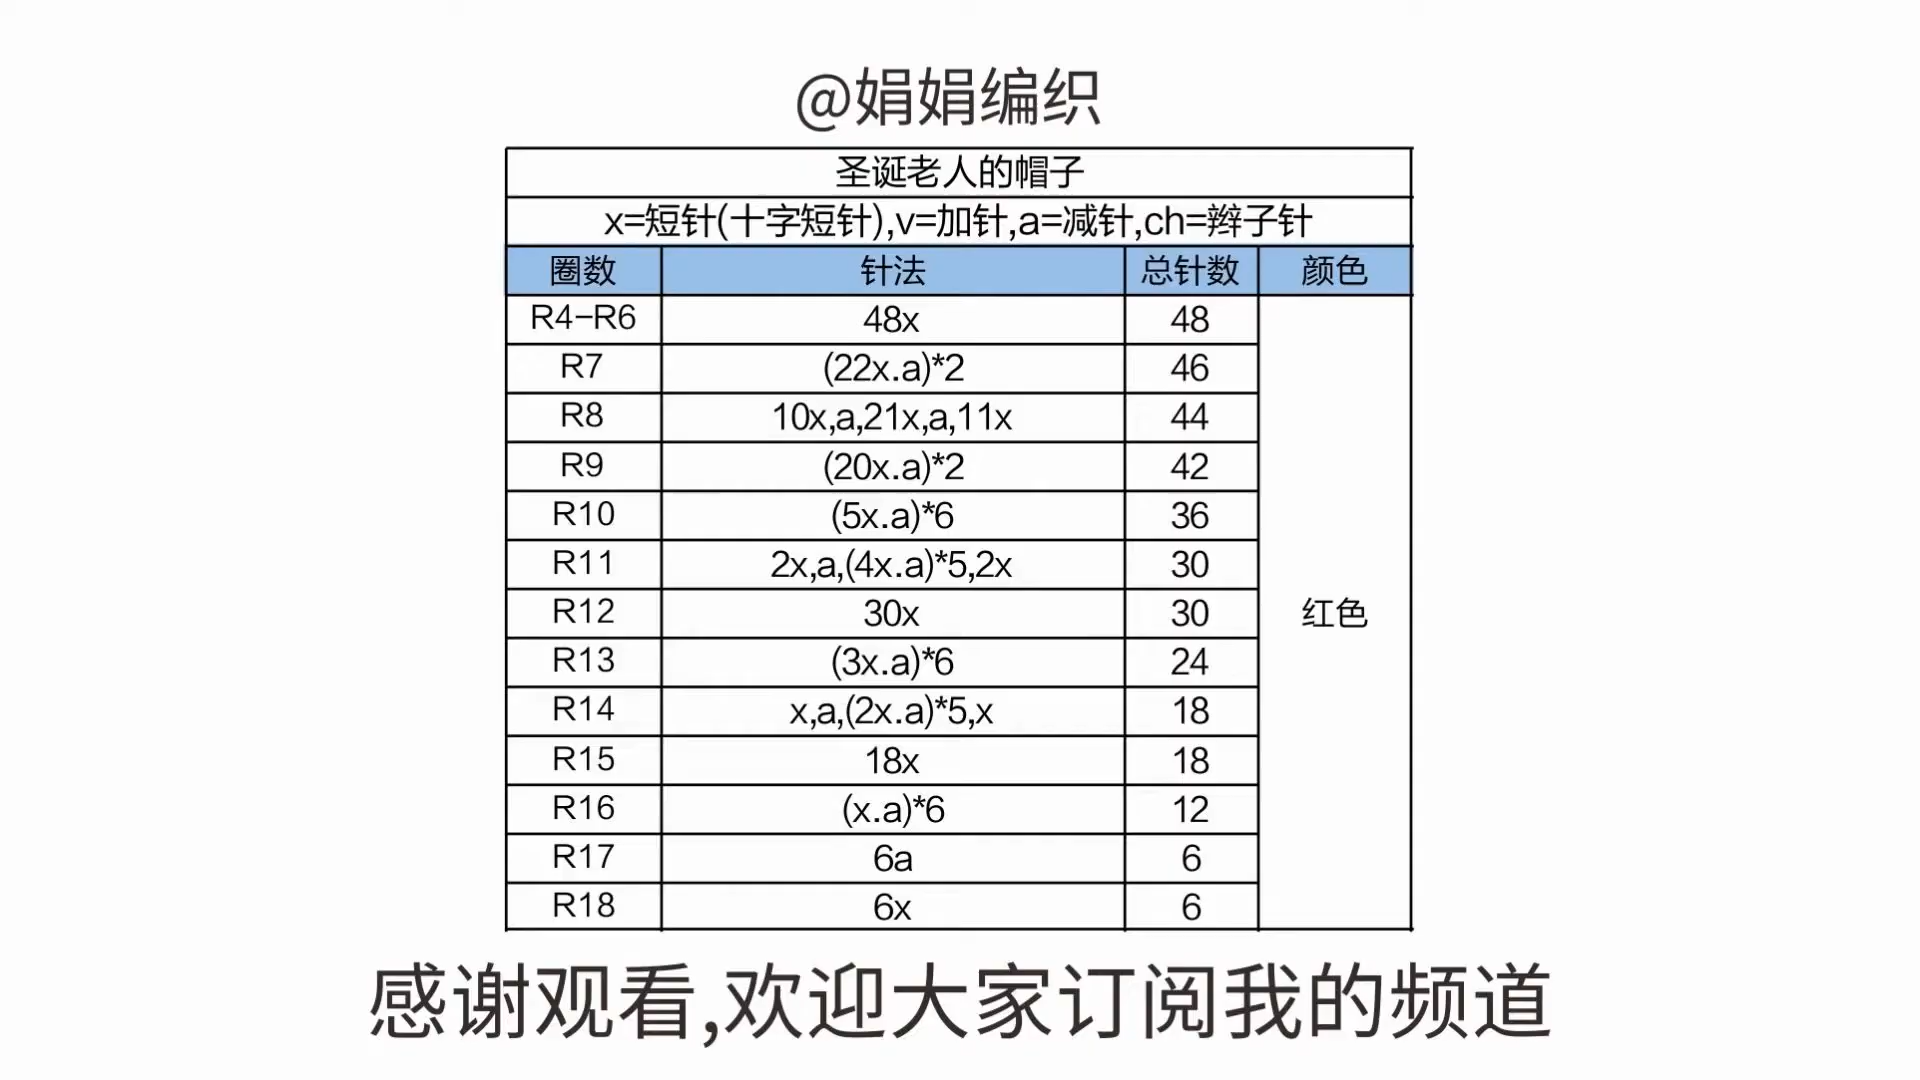 @娟娟编织
圣诞老人的帽子
x=短针(十字短针),v=加针,a=减针,ch=辫子针
圈数 针法 总针数 颜色
R4-R6 48x 48
R7 (22x.a)*2 46
R8 10x,a,21x,a,11x 44
R9 (20x.a)*2 42
R10 (5x.a)*6 36
R11 2x,a,(4x.a)*5,2x 30
R12 30x 30 红色
R13 (3x.a)*6 24
R14 x,a,(2x.a)*5,x 18
R15 18x 18
R16 (x.a)*6 12
R17 6a 6
R18 6x 6
感谢观看,欢迎大家订阅我的频道